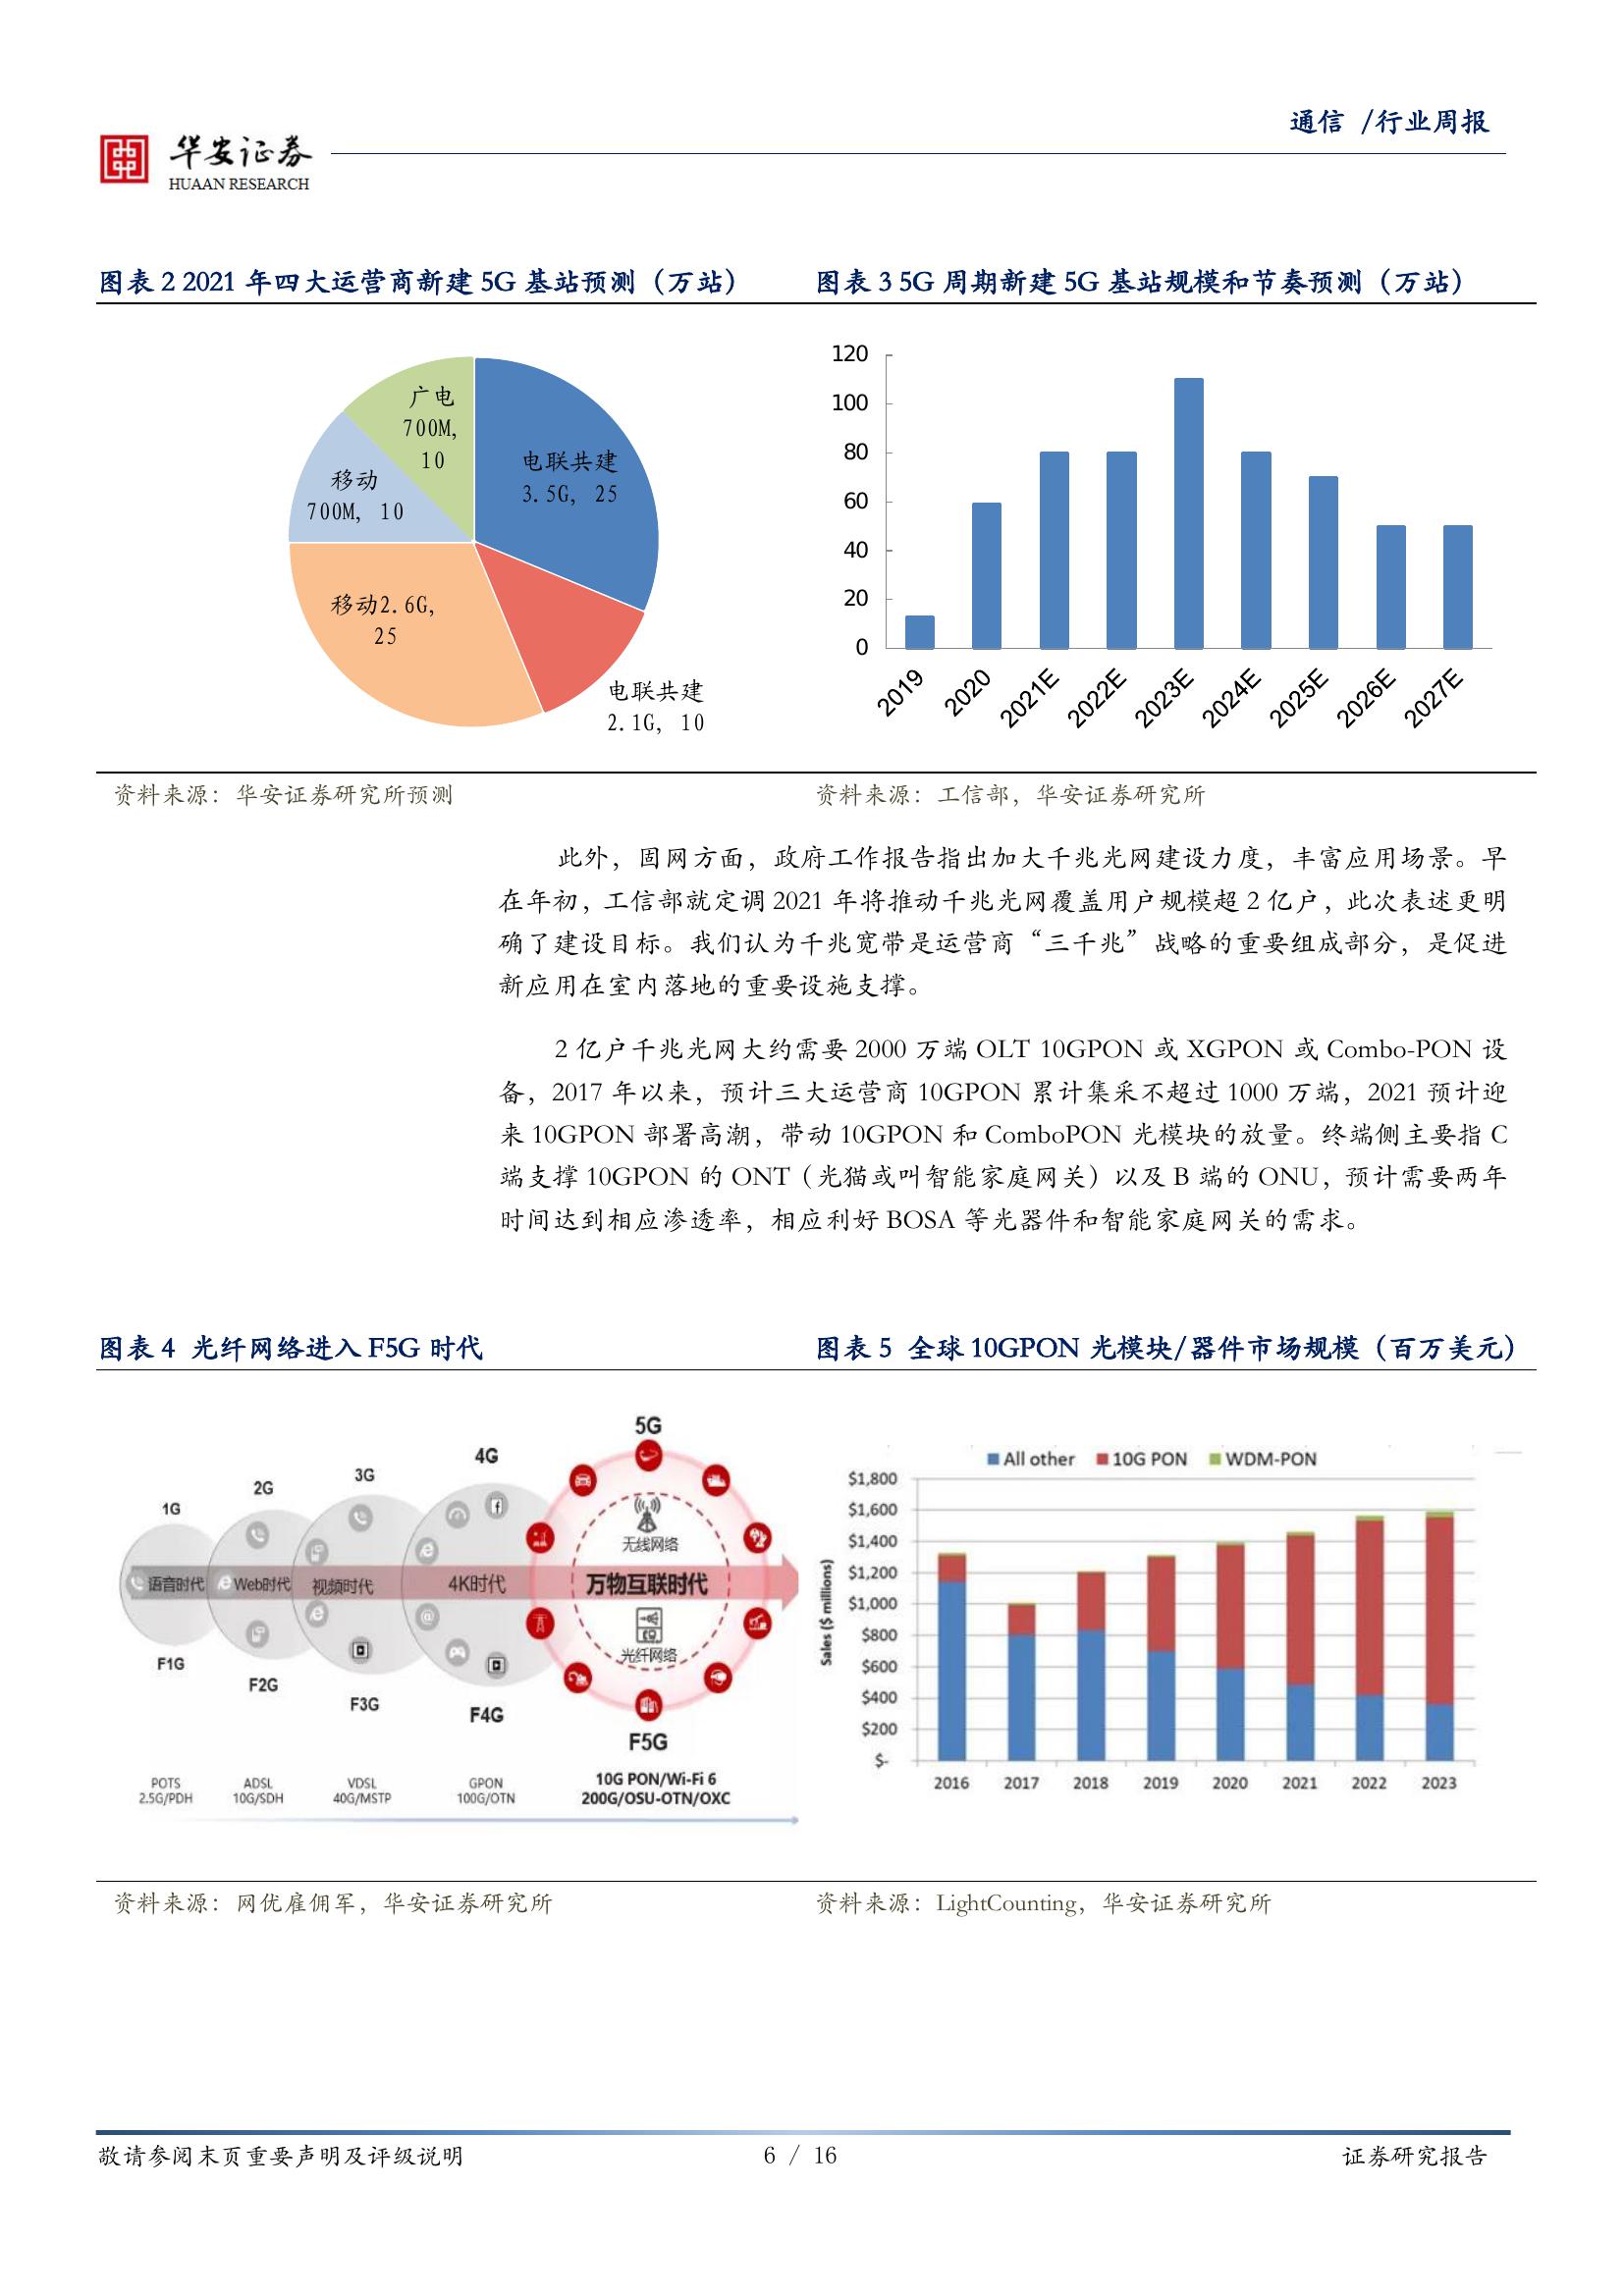 通信 /行业周报
华安证券
HUAAN RESEARCH
图表 2 2021 年四大运营商新建 5G 基站预测（万站）
广电
700M,
10
移动
700M, 10
电联共建
3.5G, 25
移动2.6G,
25
电联共建
2.1G, 10
图表 3 5G 周期新建 5G 基站规模和节奏预测（万站）
120
100
80
60
40
20
0
2019 2020 2021E 2022E 2023E 2024E 2025E 2026E 2027E
资料来源：华安证券研究所预测
资料来源：工信部，华安证券研究所
此外，固网方面，政府工作报告指出加大千兆光网建设力度，丰富应用场景。早
在年初，工信部就定调 2021 年将推动千兆光网覆盖用户规模超 2 亿户，此次表述更明
确了建设目标。我们认为千兆宽带是运营商“三千兆”战略的重要组成部分，是促进
新应用在室内落地的重要设施支撑。
2 亿户千兆光网大约需要 2000 万端 OLT 10GPON 或 XGPON 或 Combo-PON 设
备，2017 年以来，预计三大运营商 10GPON 累计集采不超过 1000 万端，2021 预计迎
来 10GPON 部署高潮，带动 10GPON 和 ComboPON 光模块的放量。终端侧主要指 C
端支撑 10GPON 的 ONT（光猫或叫智能家庭网关）以及 B 端的 ONU，预计需要两年
时间达到相应渗透率，相应利好 BOSA 等光器件和智能家庭网关的需求。
图表 4 光纤网络进入 F5G 时代
1G
2G
3G
4G
5G
无线网络
语音时代
Web时代
视频时代
4K时代
万物互联时代
光纤网络
F1G
F2G
F3G
F4G
F5G
POTS
2.5G/PDH
ADSL
10G/SDH
VDSL
40G/MSTP
GPON
100G/OTN
10G PON/Wi-Fi 6
200G/OSU-OTN/OXC
图表 5 全球 10GPON 光模块/器件市场规模（百万美元）
All other 10G PON WDM-PON
Sales ($ millions)
$1,800
$1,600
$1,400
$1,200
$1,000
$800
$600
$400
$200
$-
2016 2017 2018 2019 2020 2021 2022 2023
资料来源：网优雇佣军，华安证券研究所
资料来源：LightCounting，华安证券研究所
敬请参阅末页重要声明及评级说明
6 / 16
证券研究报告